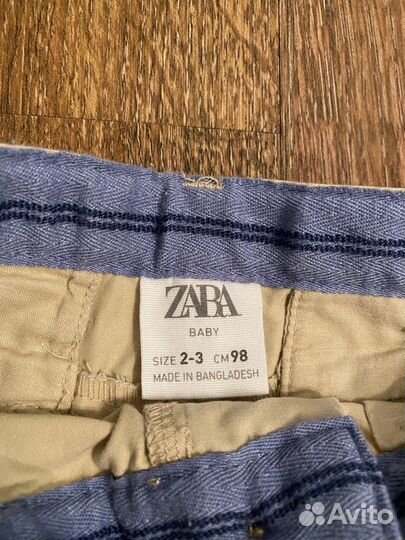 ZARA
BABY
SIZE 2-3 CM 98
MADE IN BANGLADESH
Avito